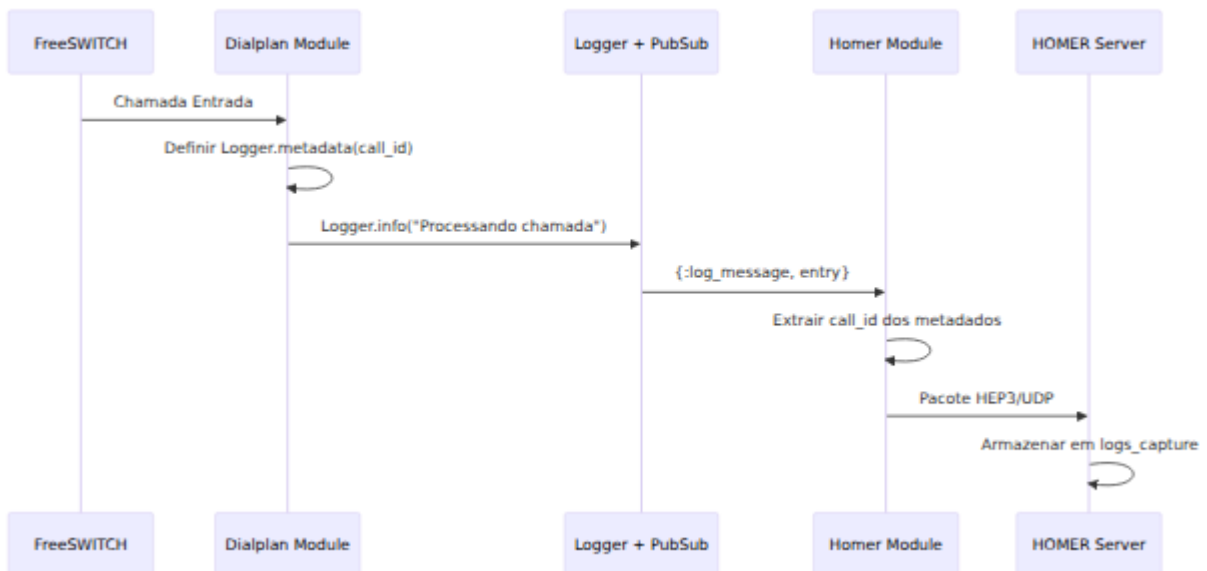 FreeSWITCH
Dialplan Module
Logger + PubSub
Homer Module
HOMER Server
Chamada Entrada
Definir Logger.metadata(call_id)
Logger.info("Processando chamada")
{:log_message, entry}
Extrair call_id dos metadados
Pacote HEP3/UDP
Armazenar em logs_capture
FreeSWITCH
Dialplan Module
Logger + PubSub
Homer Module
HOMER Server